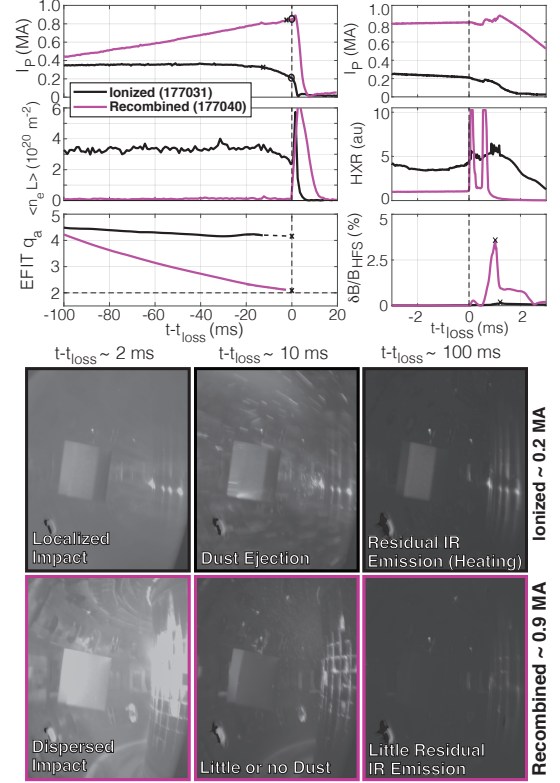 I_P (MA)
0.8
0.6
0.4
0.2
0
Ionized (177031)
Recombined (177040)
<n_e L> (10^20 m^-2)
6
4
2
0
EFIT q_a
5
4
3
2
-100
-80
-60
-40
-20
0
20
t-t_loss (ms)
I_P (MA)
0.8
0.6
0.4
0.2
0
HXR (au)
10
5
0
δB/B_HFS (%)
5
2.5
0
-2
0
2
t-t_loss (ms)
t-t_loss ~ 2 ms
t-t_loss ~ 10 ms
t-t_loss ~ 100 ms
Localized
Impact
Dust Ejection
Residual IR
Emission (Heating)
Ionized ~ 0.2 MA
Dispersed
Impact
Little or no Dust
Little Residual
IR Emission
Recombined ~ 0.9 MA